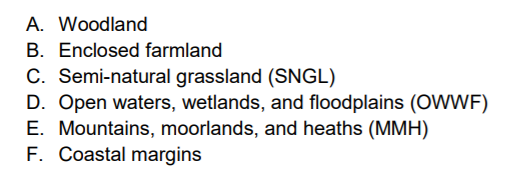 A. Woodland
B. Enclosed farmland
C. Semi-natural grassland (SNGL)
D. Open waters, wetlands, and floodplains (OWWF)
E. Mountains, moorlands, and heaths (MMH)
F. Coastal margins